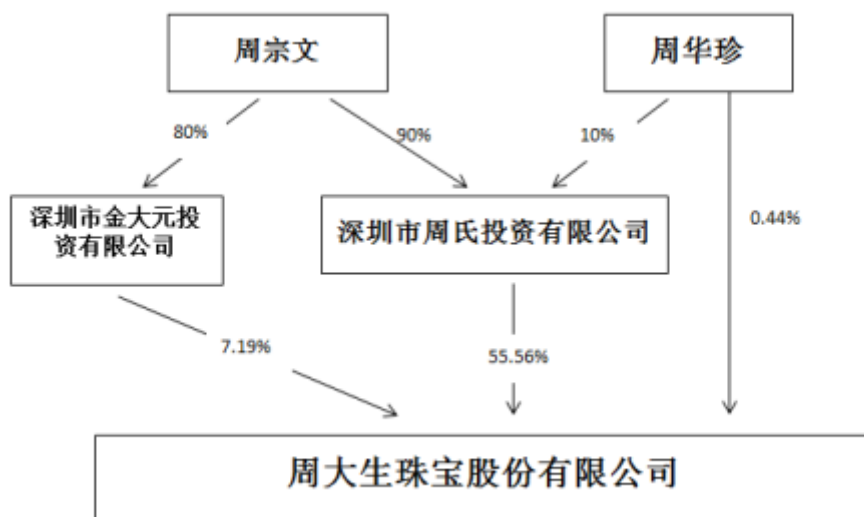 周宗文
周华珍
80%
90%
10%
深圳市金大元投
资有限公司
深圳市周氏投资有限公司
0.44%
7.19%
55.56%
周大生珠宝股份有限公司